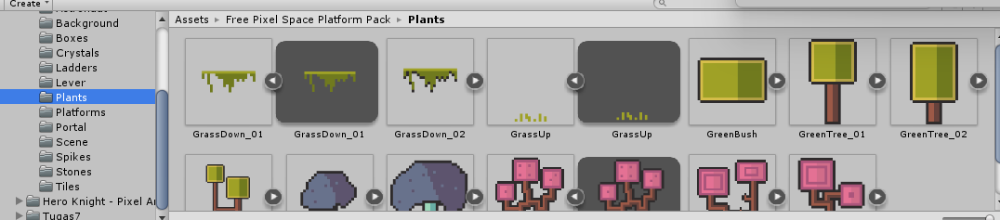 Create
Assets ▸ Free Pixel Space Platform Pack ▸ Plants
Background
Boxes
Crystals
Ladders
Lever
Plants
Platforms
Portal
Scene
Spikes
Stones
Tiles
Hero Knight - Pixel Ar
Tugas7
GrassDown_01 GrassDown_01 GrassDown_02 GrassUp GrassUp GreenBush GreenTree_01 GreenTree_02